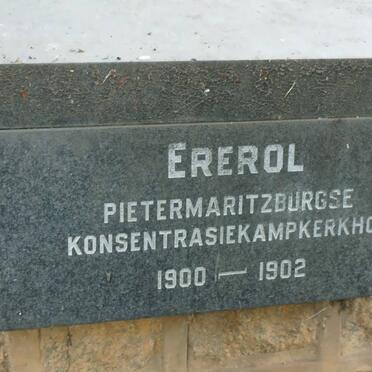 EREROL
PIETERMARITZBURGSE
KONSENTRASIEKAMPKERKHO
1900 — 1902